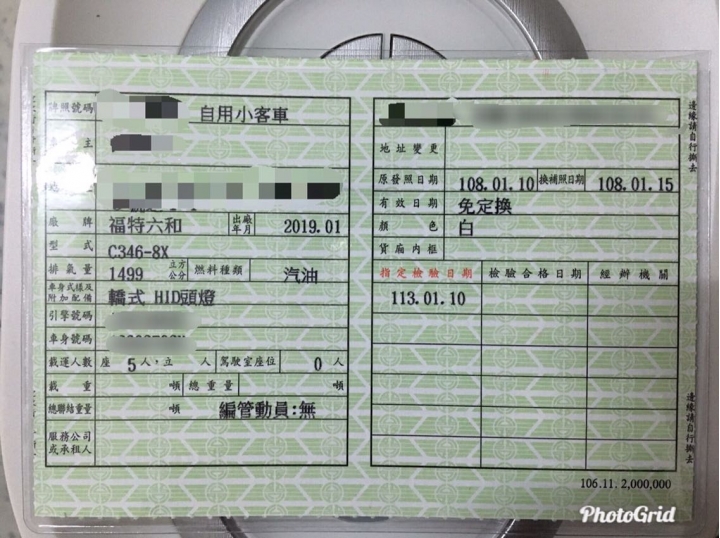 牌照號碼 自用小客車
主
廠牌 福特六和 出廠年月 2019.01
型式 C346-8X
排氣量 1499 立方公分 燃料種類 汽油
車身式樣及附加配備 轎式 HID頭燈
引擎號碼
車身號碼
載運人數 座 5 人,立 人 駕駛室座位 0 人
載重 噸 總重量 噸
總聯結重量 噸 編管動員:無
服務公司或承租人
地址變更
原發照日期 108.01.10 換補照日期 108.01.15
有效日期 免定換
顏色 白
貨廂內框
指定檢驗日期 檢驗合格日期 經辦機關
113.01.10
邊緣請自行撕去
邊緣請自行撕去
106.11. 2,000,000
PhotoGrid